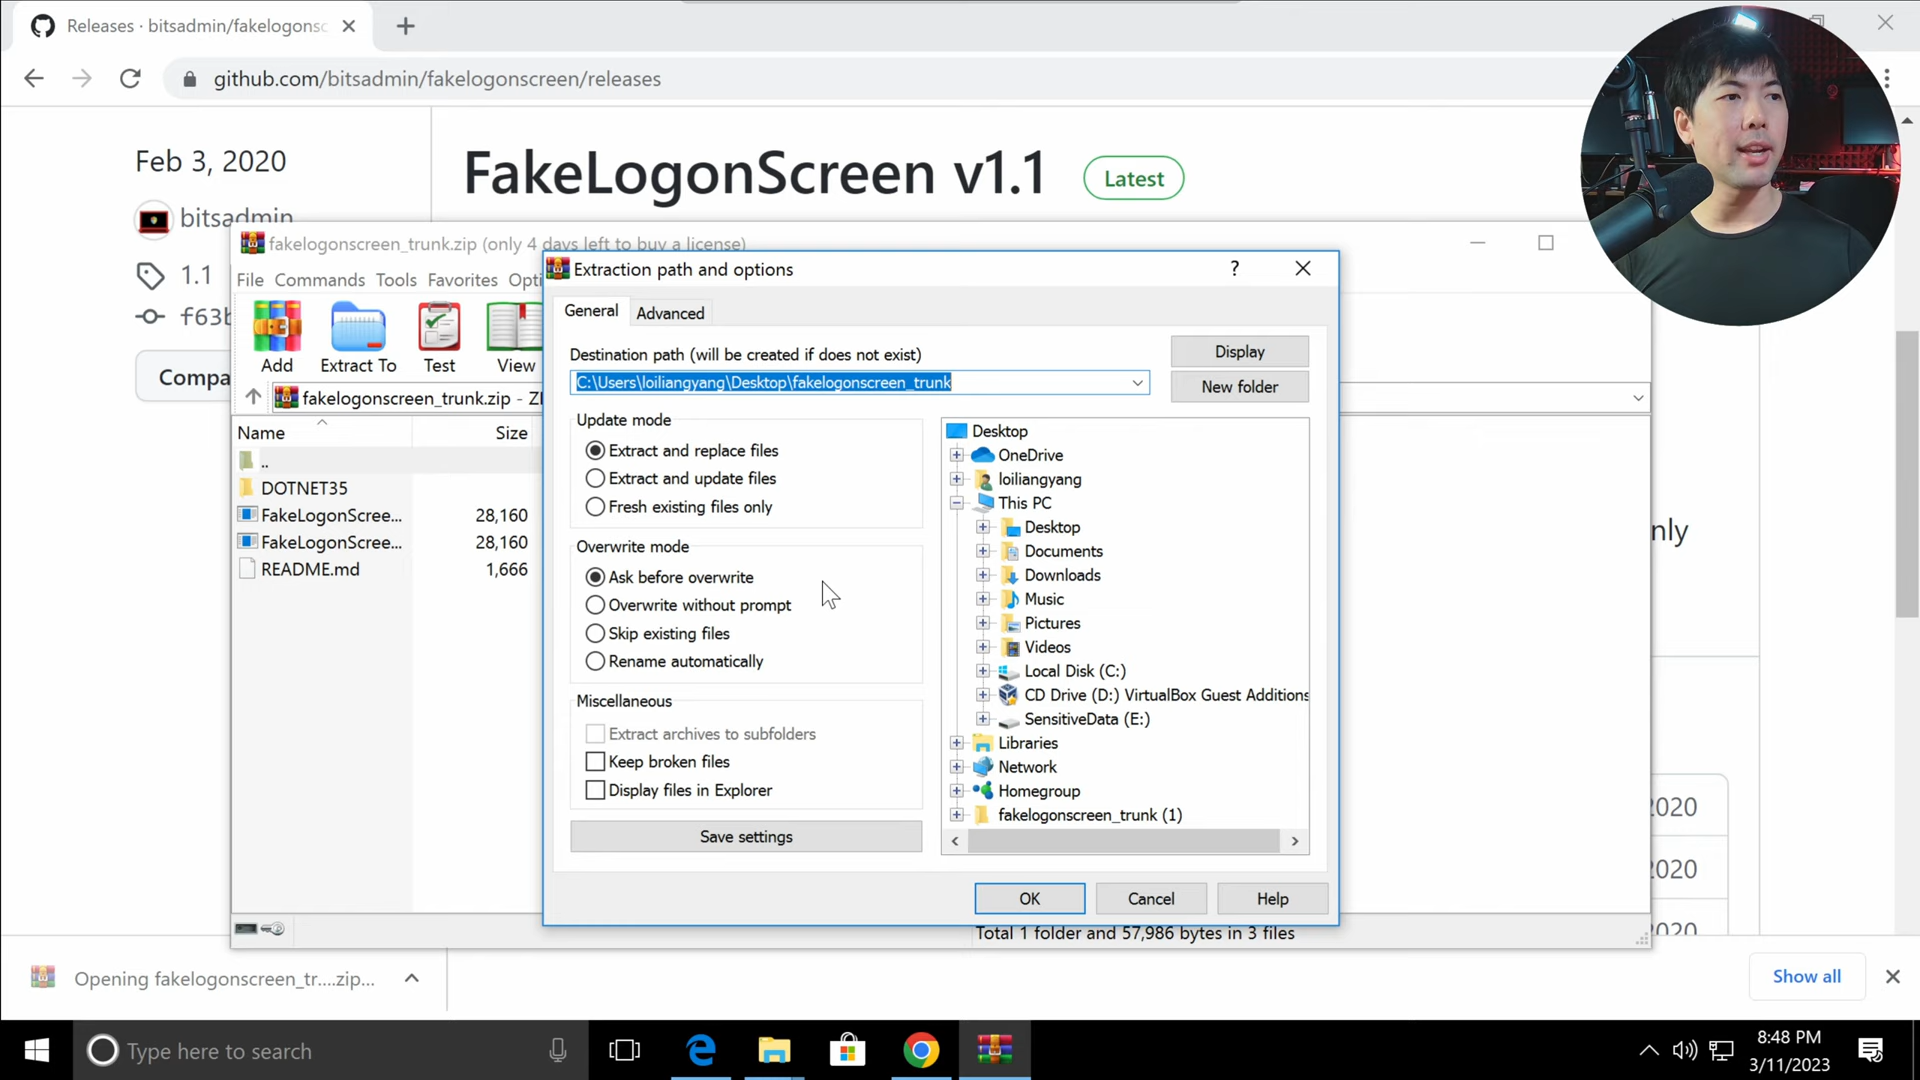 Releases · bitsadmin/fakelogonsc
github.com/bitsadmin/fakelogonscreen/releases
Feb 3, 2020
FakeLogonScreen v1.1
Latest
bitsadmin
1.1
f63b
Compa
fakelogonscreen_trunk.zip (only 4 days left to buy a license)
File Commands Tools Favorites Opti
Add
Extract To
Test
View
fakelogonscreen_trunk.zip - Z
Name
Size
..
DOTNET35
FakeLogonScree... 28,160
FakeLogonScree... 28,160
README.md 1,666
Extraction path and options
?
General
Advanced
Destination path (will be created if does not exist)
C:\Users\loiliangyang\Desktop\fakelogonscreen_trunk
Display
New folder
Update mode
Extract and replace files
Extract and update files
Fresh existing files only
Overwrite mode
Ask before overwrite
Overwrite without prompt
Skip existing files
Rename automatically
Miscellaneous
Extract archives to subfolders
Keep broken files
Display files in Explorer
Save settings
Desktop
OneDrive
loiliangyang
This PC
Desktop
Documents
Downloads
Music
Pictures
Videos
Local Disk (C:)
CD Drive (D:) VirtualBox Guest Additions
SensitiveData (E:)
Libraries
Network
Homegroup
fakelogonscreen_trunk (1)
OK
Cancel
Help
Total 1 folder and 57,986 bytes in 3 files
nly
2020
2020
2020
Opening fakelogonscreen_tr....zip...
Show all
Type here to search
8:48 PM
3/11/2023